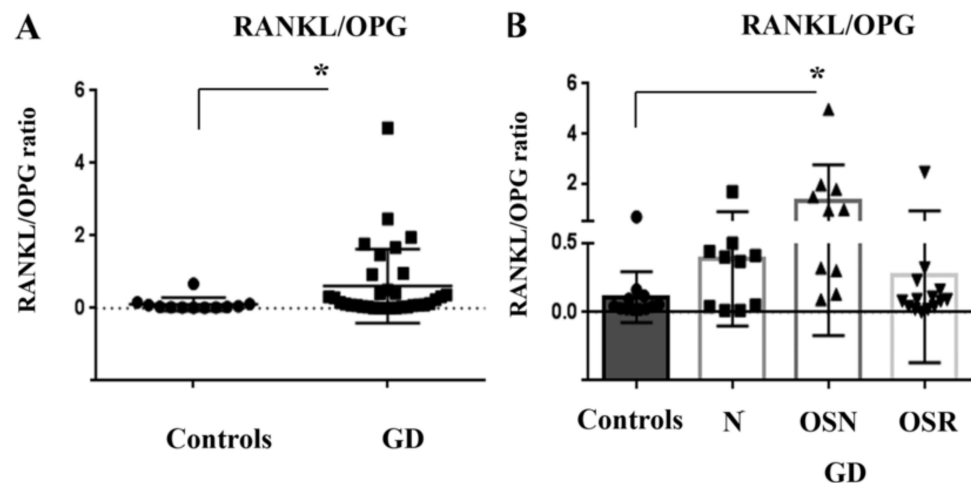 A
RANKL/OPG
*
RANKL/OPG ratio
6
4
2
0
Controls
GD
B
RANKL/OPG
*
RANKL/OPG ratio
6
4
2
0.5
0.0
Controls
N
OSN
OSR
GD